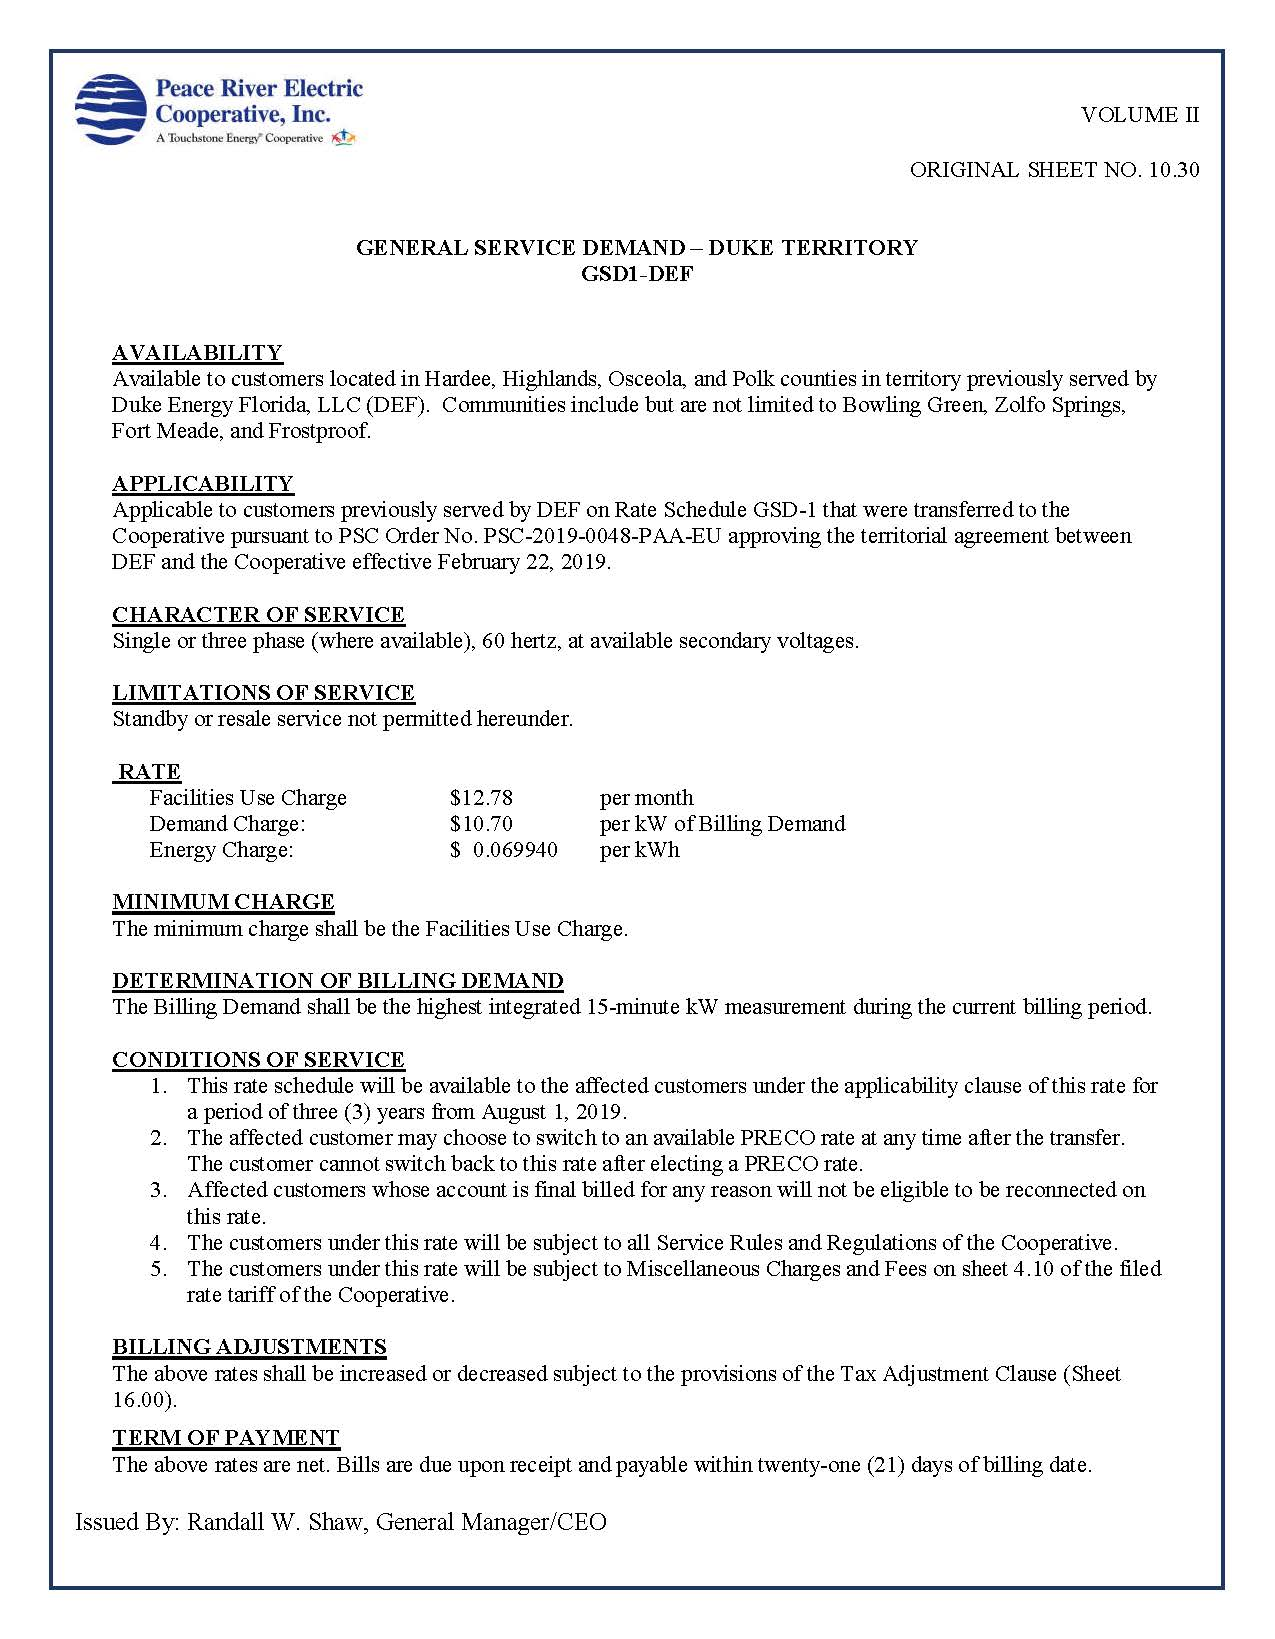 Peace River Electric
Cooperative, Inc.
A Touchstone Energy® Cooperative
VOLUME II
ORIGINAL SHEET NO. 10.30
GENERAL SERVICE DEMAND – DUKE TERRITORY
GSD1-DEF
AVAILABILITY
Available to customers located in Hardee, Highlands, Osceola, and Polk counties in territory previously served by
Duke Energy Florida, LLC (DEF).  Communities include but are not limited to Bowling Green, Zolfo Springs,
Fort Meade, and Frostproof.
APPLICABILITY
Applicable to customers previously served by DEF on Rate Schedule GSD-1 that were transferred to the
Cooperative pursuant to PSC Order No. PSC-2019-0048-PAA-EU approving the territorial agreement between
DEF and the Cooperative effective February 22, 2019.
CHARACTER OF SERVICE
Single or three phase (where available), 60 hertz, at available secondary voltages.
LIMITATIONS OF SERVICE
Standby or resale service not permitted hereunder.
RATE
Facilities Use Charge $12.78 per month
Demand Charge: $10.70 per kW of Billing Demand
Energy Charge: $ 0.069940 per kWh
MINIMUM CHARGE
The minimum charge shall be the Facilities Use Charge.
DETERMINATION OF BILLING DEMAND
The Billing Demand shall be the highest integrated 15-minute kW measurement during the current billing period.
CONDITIONS OF SERVICE
1. This rate schedule will be available to the affected customers under the applicability clause of this rate for
a period of three (3) years from August 1, 2019.
2. The affected customer may choose to switch to an available PRECO rate at any time after the transfer.
The customer cannot switch back to this rate after electing a PRECO rate.
3. Affected customers whose account is final billed for any reason will not be eligible to be reconnected on
this rate.
4. The customers under this rate will be subject to all Service Rules and Regulations of the Cooperative.
5. The customers under this rate will be subject to Miscellaneous Charges and Fees on sheet 4.10 of the filed
rate tariff of the Cooperative.
BILLING ADJUSTMENTS
The above rates shall be increased or decreased subject to the provisions of the Tax Adjustment Clause (Sheet
16.00).
TERM OF PAYMENT
The above rates are net. Bills are due upon receipt and payable within twenty-one (21) days of billing date.
Issued By: Randall W. Shaw, General Manager/CEO